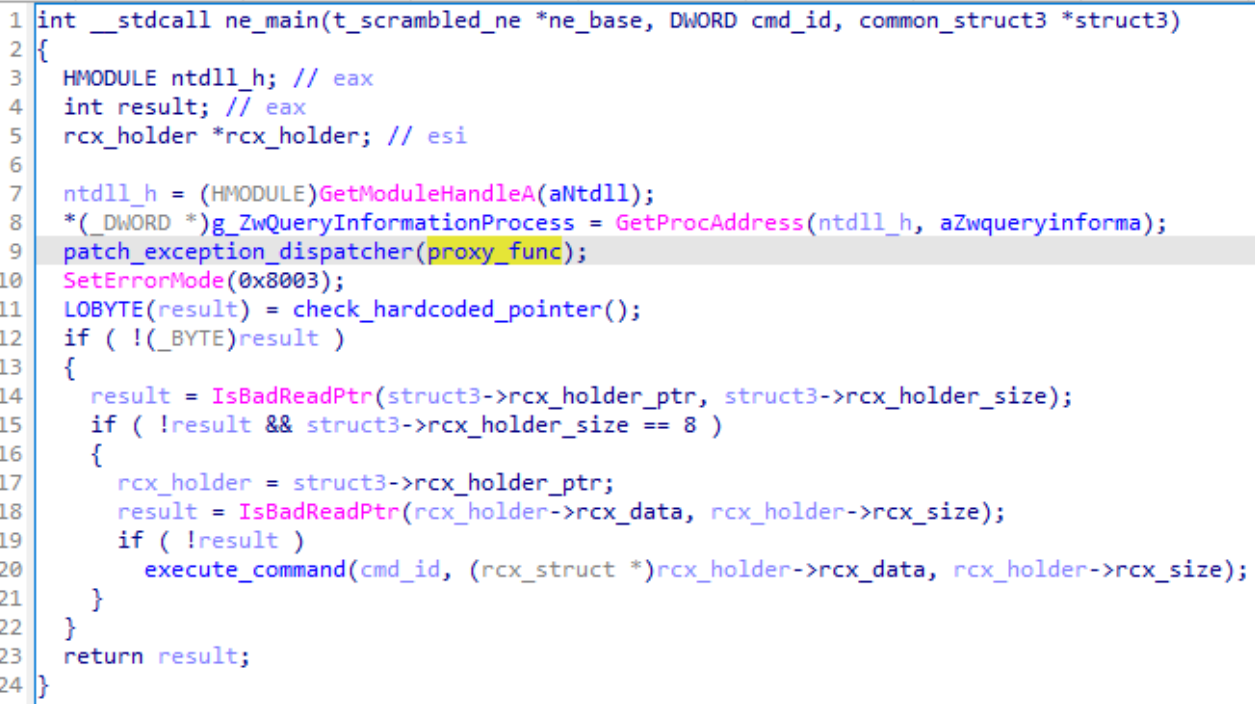 1 int __stdcall ne_main(t_scrambled_ne *ne_base, DWORD cmd_id, common_struct3 *struct3)
2 {
3 HMODULE ntdll_h; // eax
4 int result; // eax
5 rcx_holder *rcx_holder; // esi
6
7 ntdll_h = (HMODULE)GetModuleHandleA(aNtdll);
8 *(_DWORD *)g_ZwQueryInformationProcess = GetProcAddress(ntdll_h, aZwqueryinforma);
9 patch_exception_dispatcher(proxy_func);
10 SetErrorMode(0x8003);
11 LOBYTE(result) = check_hardcoded_pointer();
12 if ( !(_BYTE)result )
13 {
14 result = IsBadReadPtr(struct3->rcx_holder_ptr, struct3->rcx_holder_size);
15 if ( !result && struct3->rcx_holder_size == 8 )
16 {
17 rcx_holder = struct3->rcx_holder_ptr;
18 result = IsBadReadPtr(rcx_holder->rcx_data, rcx_holder->rcx_size);
19 if ( !result )
20 execute_command(cmd_id, (rcx_struct *)rcx_holder->rcx_data, rcx_holder->rcx_size);
21 }
22 }
23 return result;
24 }